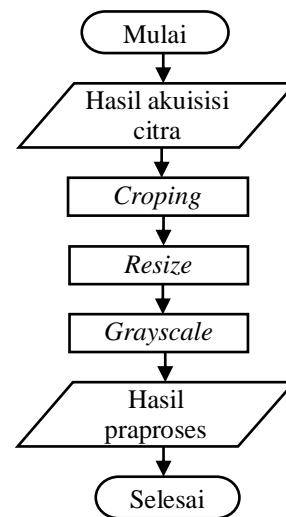 Mulai
Hasil akuisisi
citra
Croping
Resize
Grayscale
Hasil
praproses
Selesai